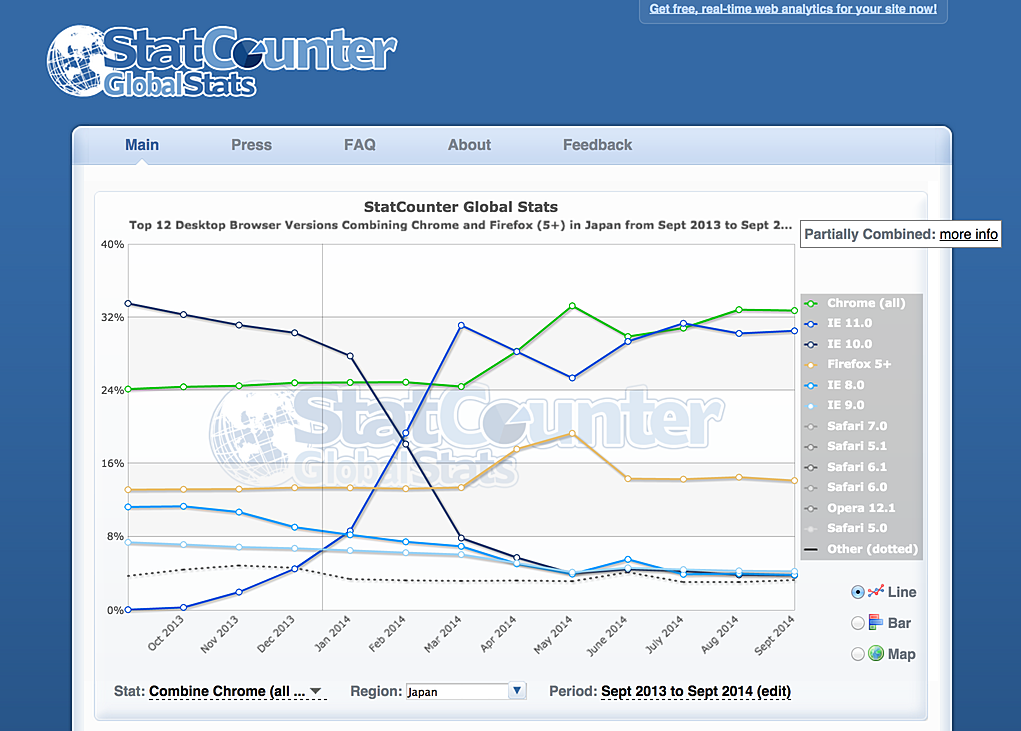 Get free, real-time web analytics for your site now!
StatCounter
GlobalStats
Main Press FAQ About Feedback
StatCounter Global Stats
Top 12 Desktop Browser Versions Combining Chrome and Firefox (5+) in Japan from Sept 2013 to Sept 2...
Partially Combined: more info
40%
32%
24%
16%
8%
0%
StatCounter
GlobalStats
Chrome (all)
IE 11.0
IE 10.0
Firefox 5+
IE 8.0
IE 9.0
Safari 7.0
Safari 5.1
Safari 6.1
Safari 6.0
Opera 12.1
Safari 5.0
Other (dotted)
Oct 2013 Nov 2013 Dec 2013 Jan 2014 Feb 2014 Mar 2014 Apr 2014 May 2014 June 2014 July 2014 Aug 2014 Sept 2014
Line
Bar
Map
Stat: Combine Chrome (all ... Region: Japan Period: Sept 2013 to Sept 2014 (edit)